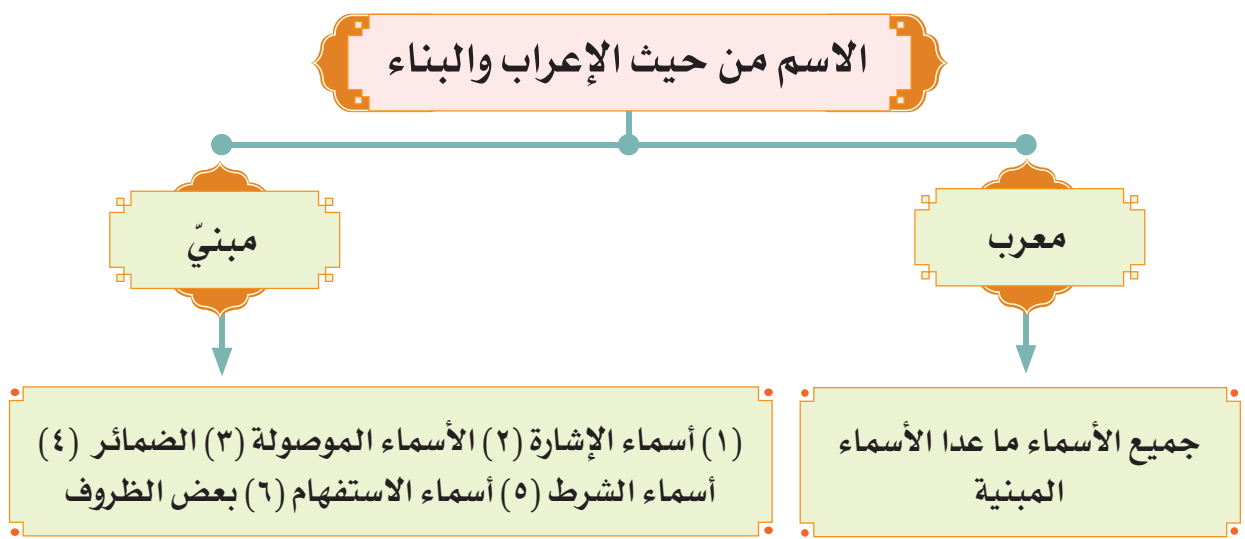 الاسم من حيث الإعراب والبناء
معرب
مبنيّ
جميع الأسماء ما عدا الأسماء
المبنية
(١) أسماء الإشارة (٢) الأسماء الموصولة (٣) الضمائر (٤)
أسماء الشرط (٥) أسماء الاستفهام (٦) بعض الظروف